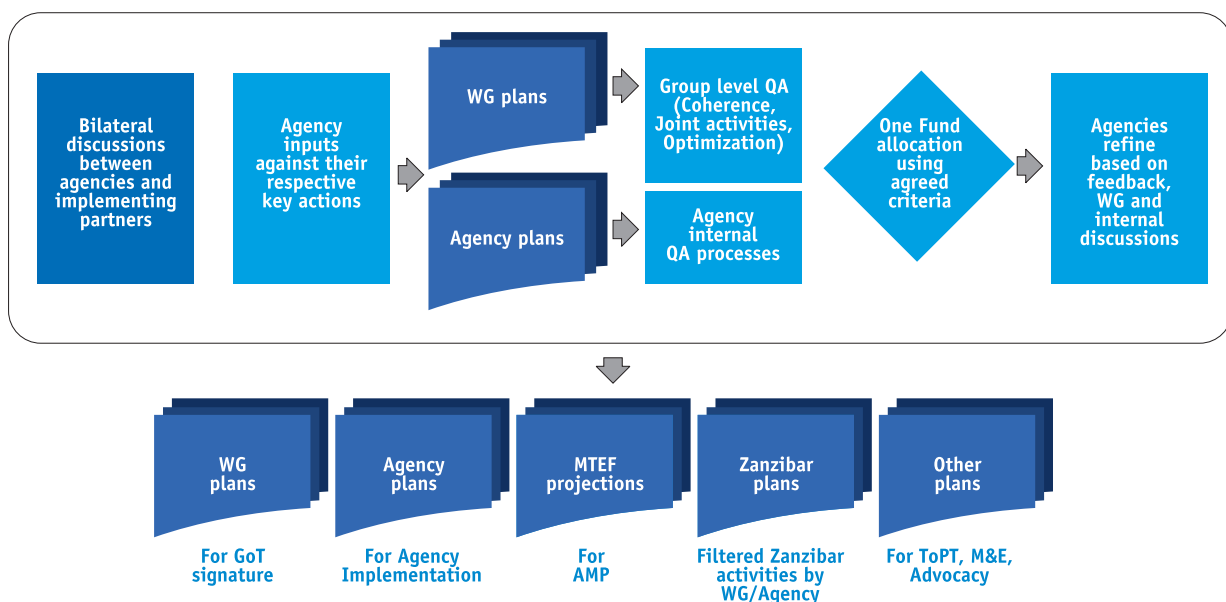 Bilateral
discussions
between
agencies and
implementing
partners
Agency
inputs
against their
respective
key actions
WG plans
Agency plans
Group level QA
(Coherence,
Joint activities,
Optimization)
Agency
internal
QA processes
One Fund
allocation
using
agreed
criteria
Agencies
refine
based on
feedback,
WG and
internal
discussions
WG
plans
For GoT
signature
Agency
plans
For Agency
Implementation
MTEF
projections
For
AMP
Zanzibar
plans
Filtered Zanzibar
activities by
WG/Agency
Other
plans
For ToPT, M&E,
Advocacy